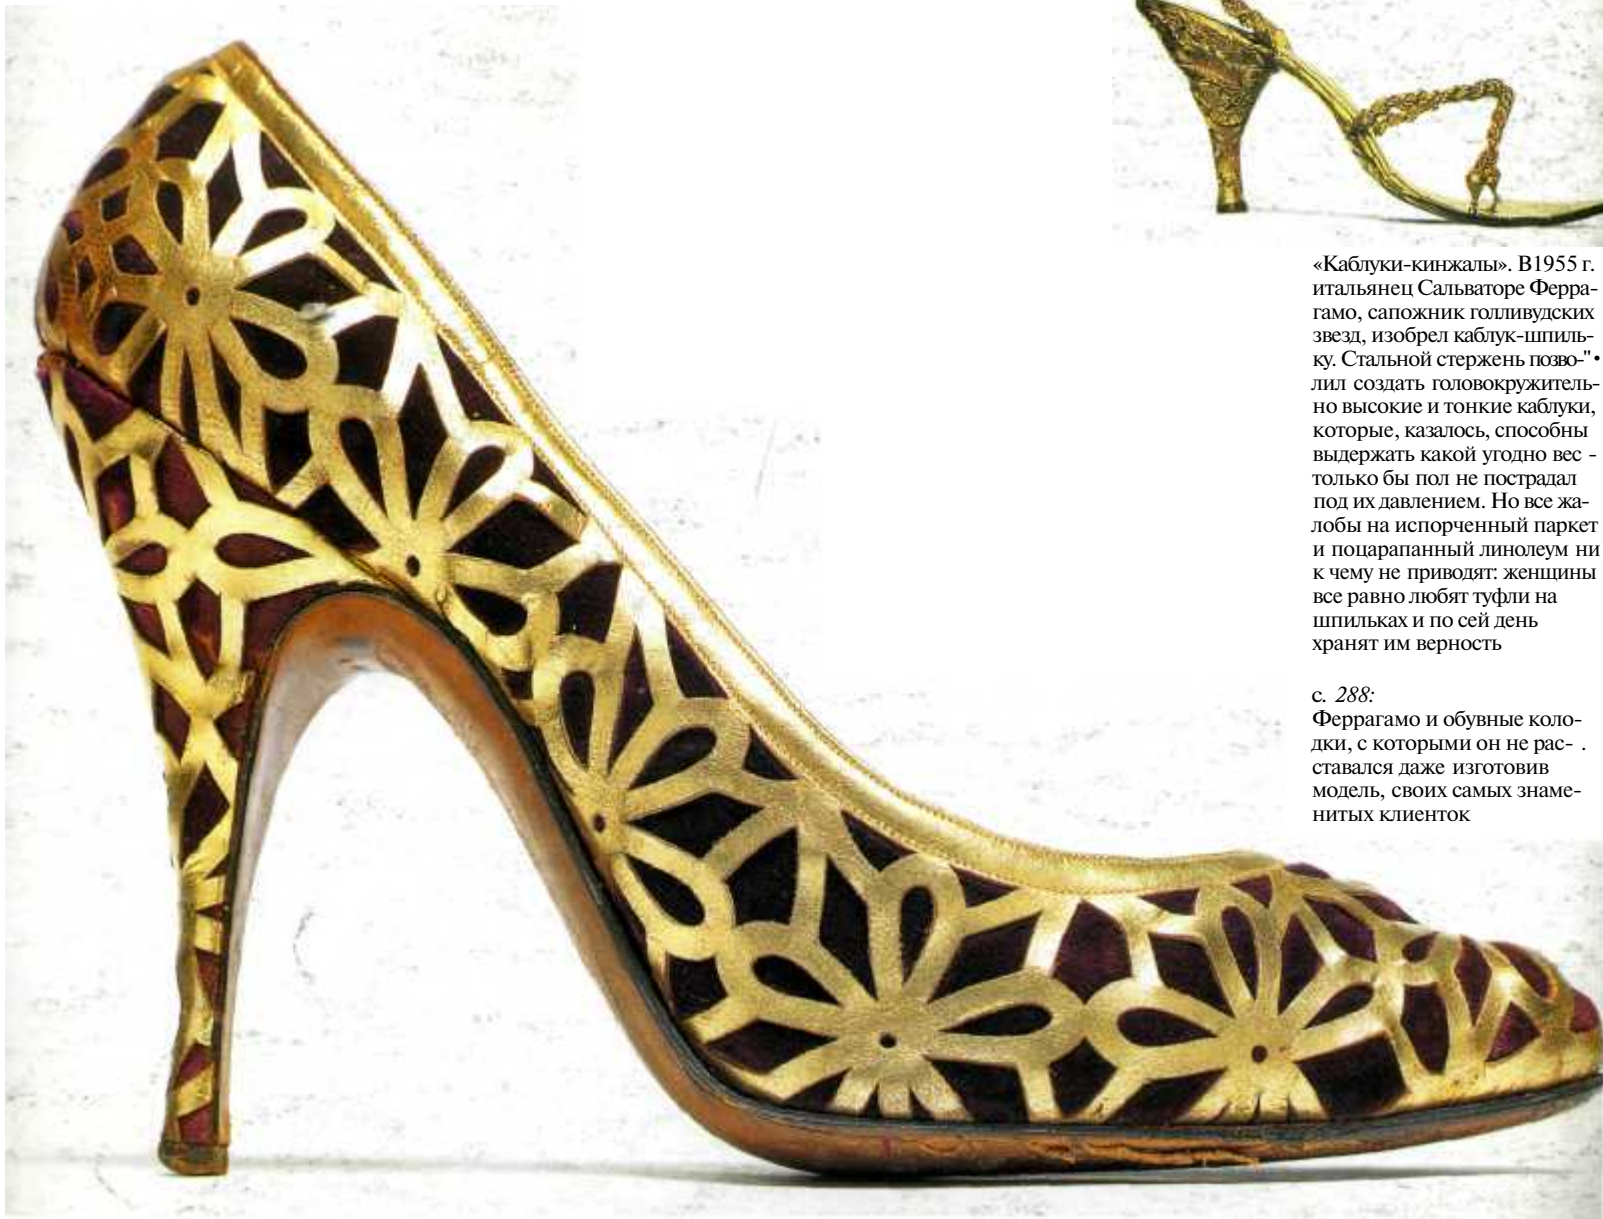 «Каблуки-кинжалы». В1955 г.
итальянец Сальваторе Ферра-
гамо, сапожник голливудских
звезд, изобрел каблук-шпиль-
ку. Стальной стержень позво-"•
лил создать головокружитель-
но высокие и тонкие каблуки,
которые, казалось, способны
выдержать какой угодно вес -
только бы пол не пострадал
под их давлением. Но все жа-
лобы на испорченный паркет
и поцарапанный линолеум ни
к чему не приводят: женщины
все равно любят туфли на
шпильках и по сей день
хранят им верность
с. 288:
Феррагамо и обувные коло-
дки, с которыми он не рас- .
ставался даже изготовив
модель, своих самых знаме-
нитых клиенток